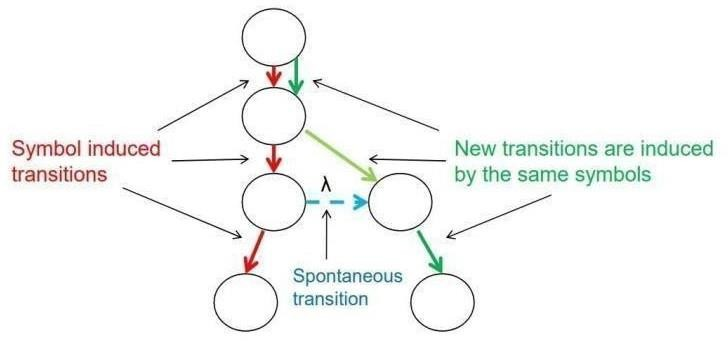 Symbol induced
transitions
New transitions are induced
by the same symbols
λ
Spontaneous
transition